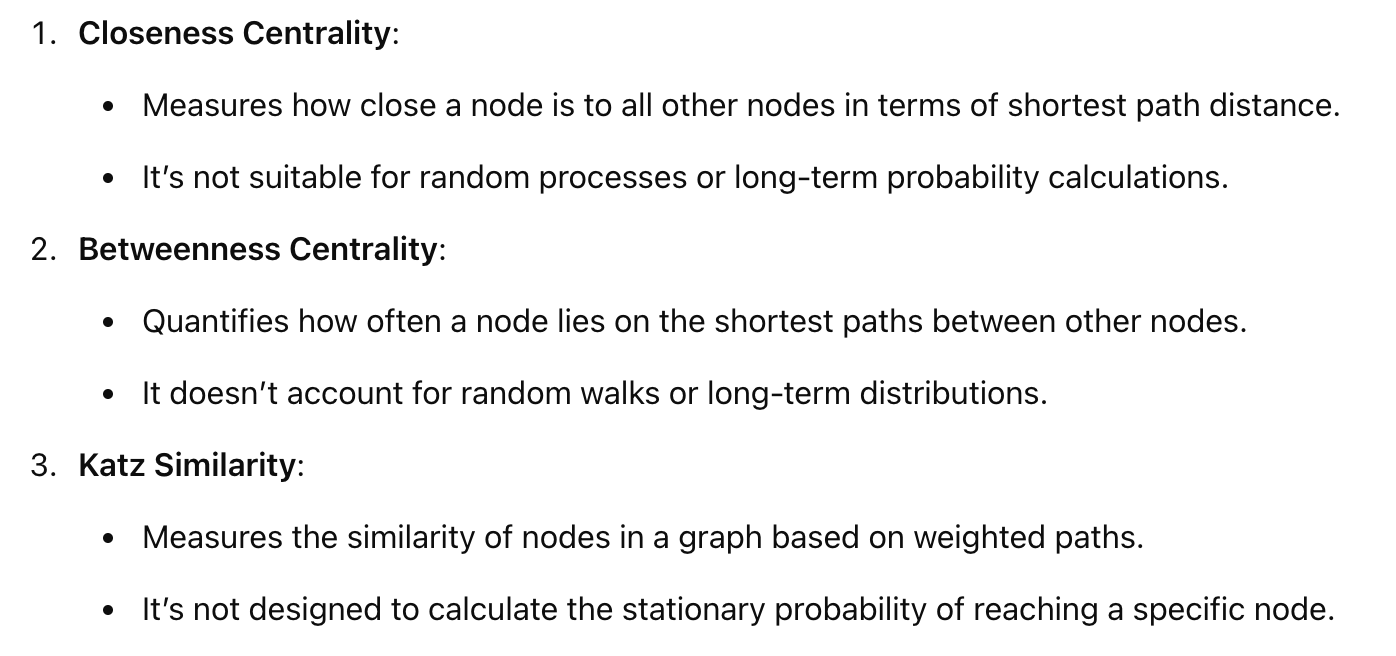 1. Closeness Centrality:
• Measures how close a node is to all other nodes in terms of shortest path distance.
• It’s not suitable for random processes or long-term probability calculations.
2. Betweenness Centrality:
• Quantifies how often a node lies on the shortest paths between other nodes.
• It doesn’t account for random walks or long-term distributions.
3. Katz Similarity:
• Measures the similarity of nodes in a graph based on weighted paths.
• It’s not designed to calculate the stationary probability of reaching a specific node.